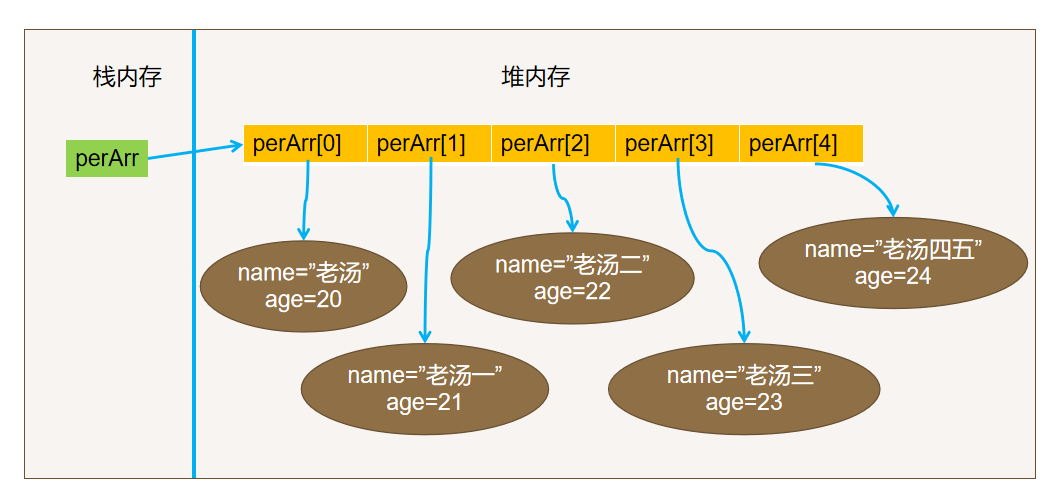 栈内存
堆内存
perArr
perArr[0]
perArr[1]
perArr[2]
perArr[3]
perArr[4]
name=”老汤”
age=20
name=”老汤一”
age=21
name=”老汤二”
age=22
name=”老汤三”
age=23
name=”老汤四五”
age=24